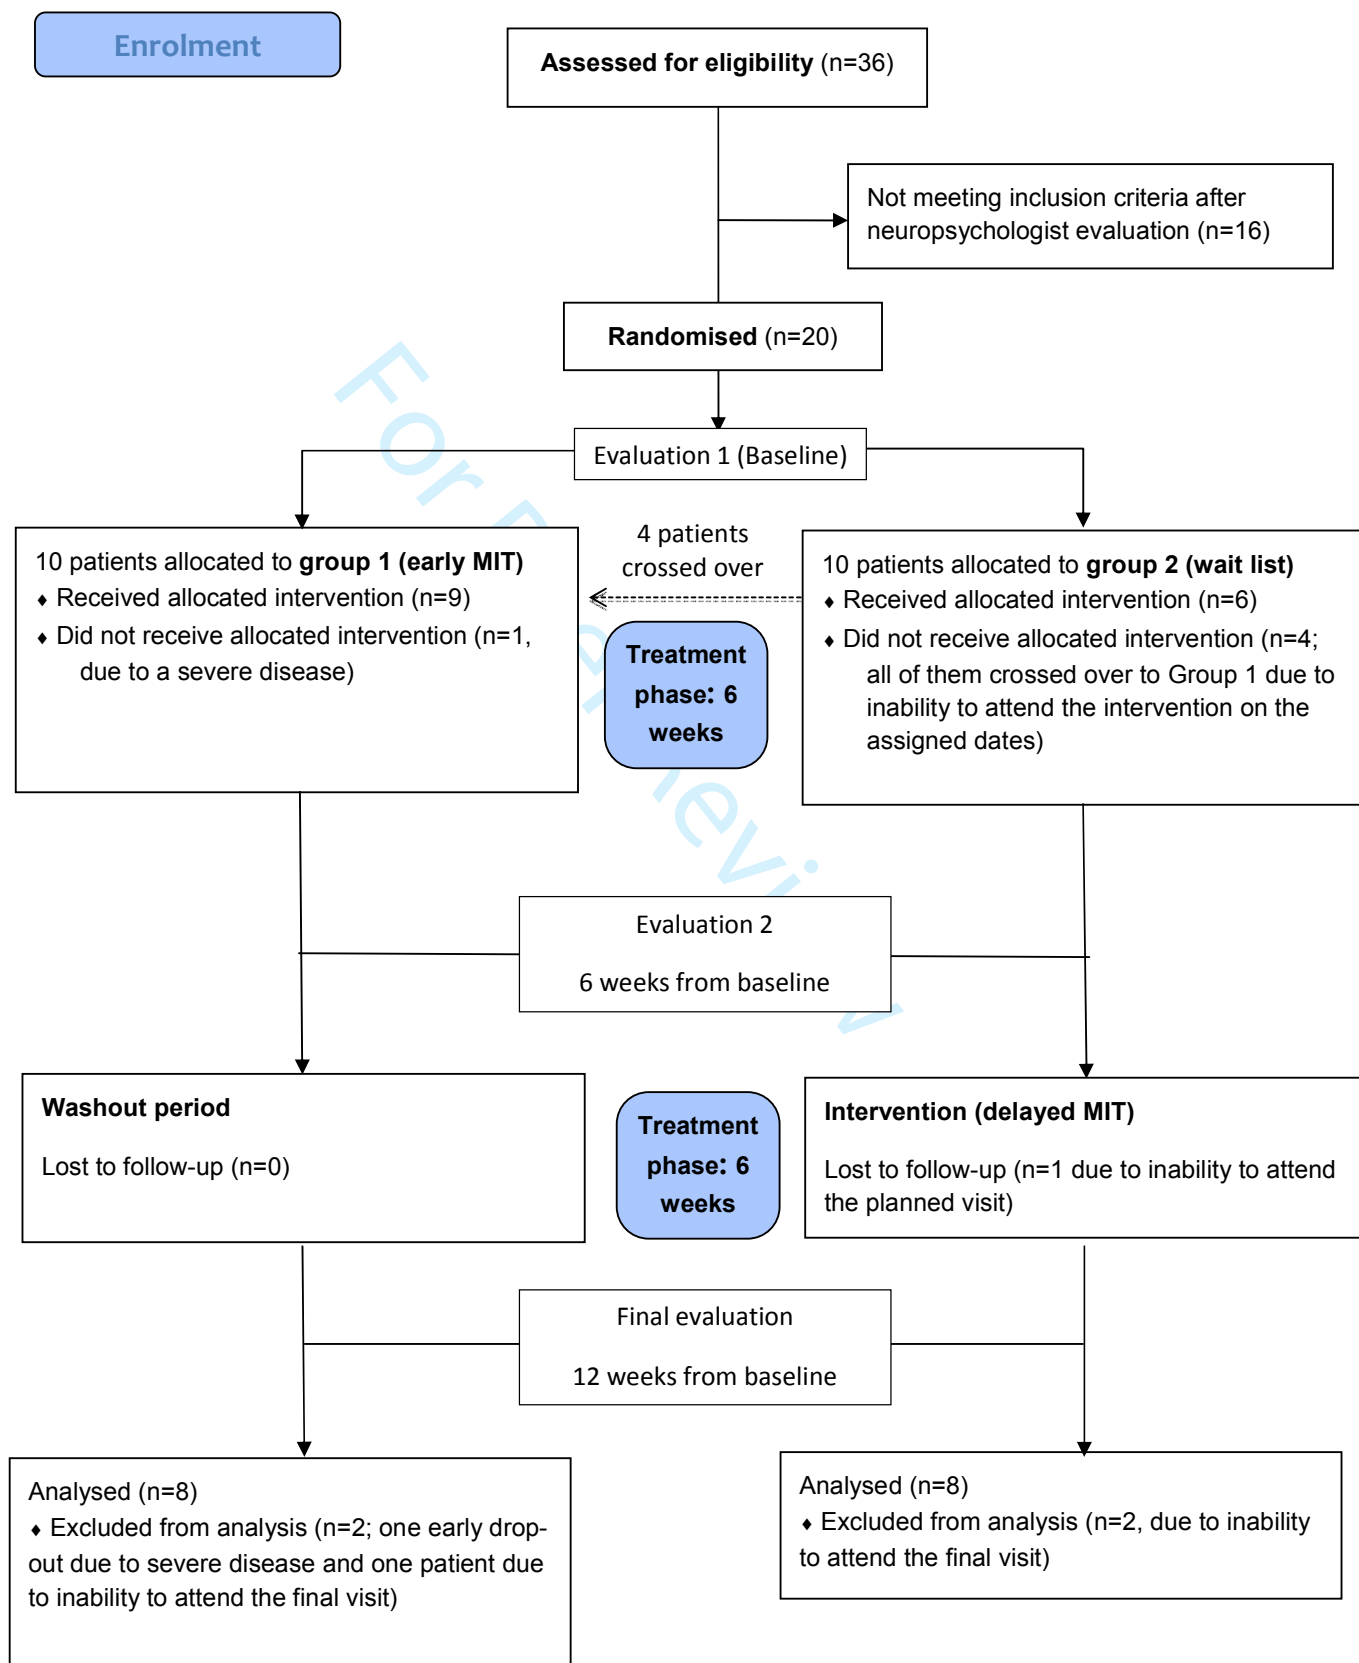 Enrolment
Assessed for eligibility (n=36)
Not meeting inclusion criteria after
neuropsychologist evaluation (n=16)
Randomised (n=20)
Evaluation 1 (Baseline)
10 patients allocated to group 1 (early MIT)
♦ Received allocated intervention (n=9)
♦ Did not receive allocated intervention (n=1,
due to a severe disease)
4 patients
crossed over
Treatment
phase: 6
weeks
10 patients allocated to group 2 (wait list)
♦ Received allocated intervention (n=6)
♦ Did not receive allocated intervention (n=4;
all of them crossed over to Group 1 due to
inability to attend the intervention on the
assigned dates)
For Peer Review
Evaluation 2
6 weeks from baseline
Washout period
Lost to follow-up (n=0)
Treatment
phase: 6
weeks
Intervention (delayed MIT)
Lost to follow-up (n=1 due to inability to attend
the planned visit)
Final evaluation
12 weeks from baseline
Analysed (n=8)
♦ Excluded from analysis (n=2; one early drop-
out due to severe disease and one patient due
to inability to attend the final visit)
Analysed (n=8)
♦ Excluded from analysis (n=2, due to inability
to attend the final visit)